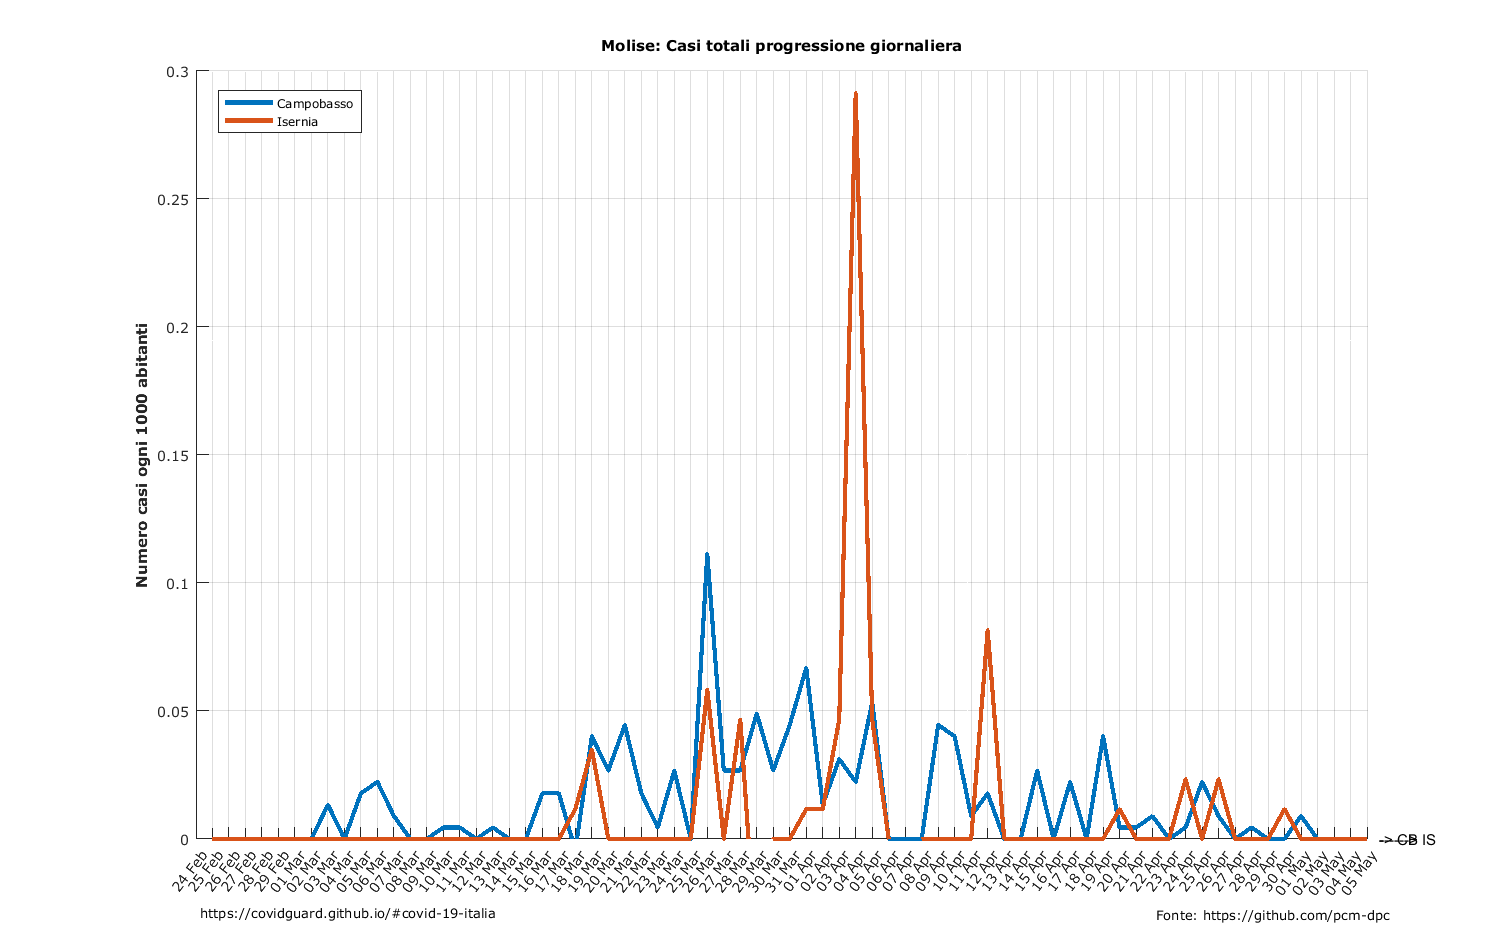 Molise: Casi totali progressione giornaliera
Campobasso
Isernia
Numero casi ogni 1000 abitanti
0.3
0.25
0.2
0.15
0.1
0.05
0
24 Feb
25 Feb
26 Feb
27 Feb
28 Feb
29 Feb
01 Mar
02 Mar
03 Mar
04 Mar
05 Mar
06 Mar
07 Mar
08 Mar
09 Mar
10 Mar
11 Mar
12 Mar
13 Mar
14 Mar
15 Mar
16 Mar
17 Mar
18 Mar
19 Mar
20 Mar
21 Mar
22 Mar
23 Mar
24 Mar
25 Mar
26 Mar
27 Mar
28 Mar
29 Mar
30 Mar
31 Mar
01 Apr
02 Apr
03 Apr
04 Apr
05 Apr
06 Apr
07 Apr
08 Apr
09 Apr
10 Apr
11 Apr
12 Apr
13 Apr
14 Apr
15 Apr
16 Apr
17 Apr
18 Apr
19 Apr
20 Apr
21 Apr
22 Apr
23 Apr
24 Apr
25 Apr
26 Apr
27 Apr
28 Apr
29 Apr
30 Apr
01 May
02 May
03 May
04 May
05 May
-> CB IS
https://covidguard.github.io/#covid-19-italia
Fonte: https://github.com/pcm-dpc